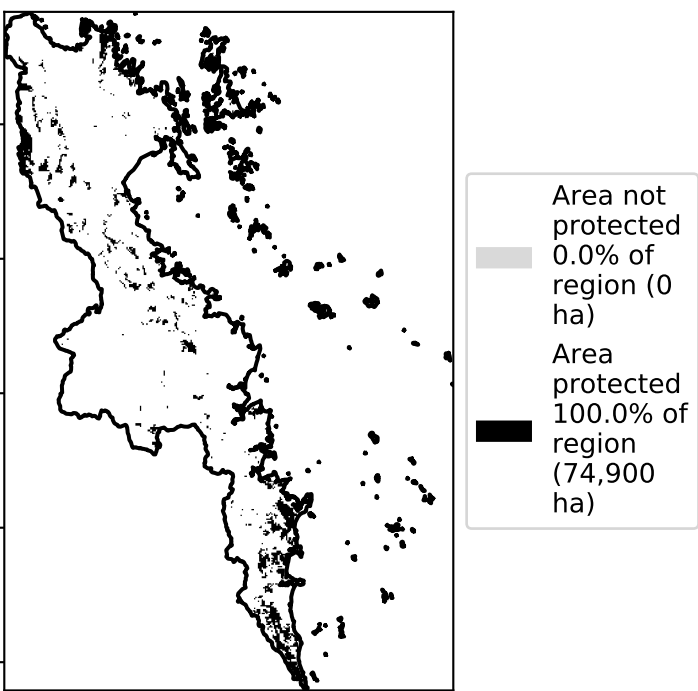 Area not
protected
0.0% of
region (0
ha)
Area
protected
100.0% of
region
(74,900
ha)